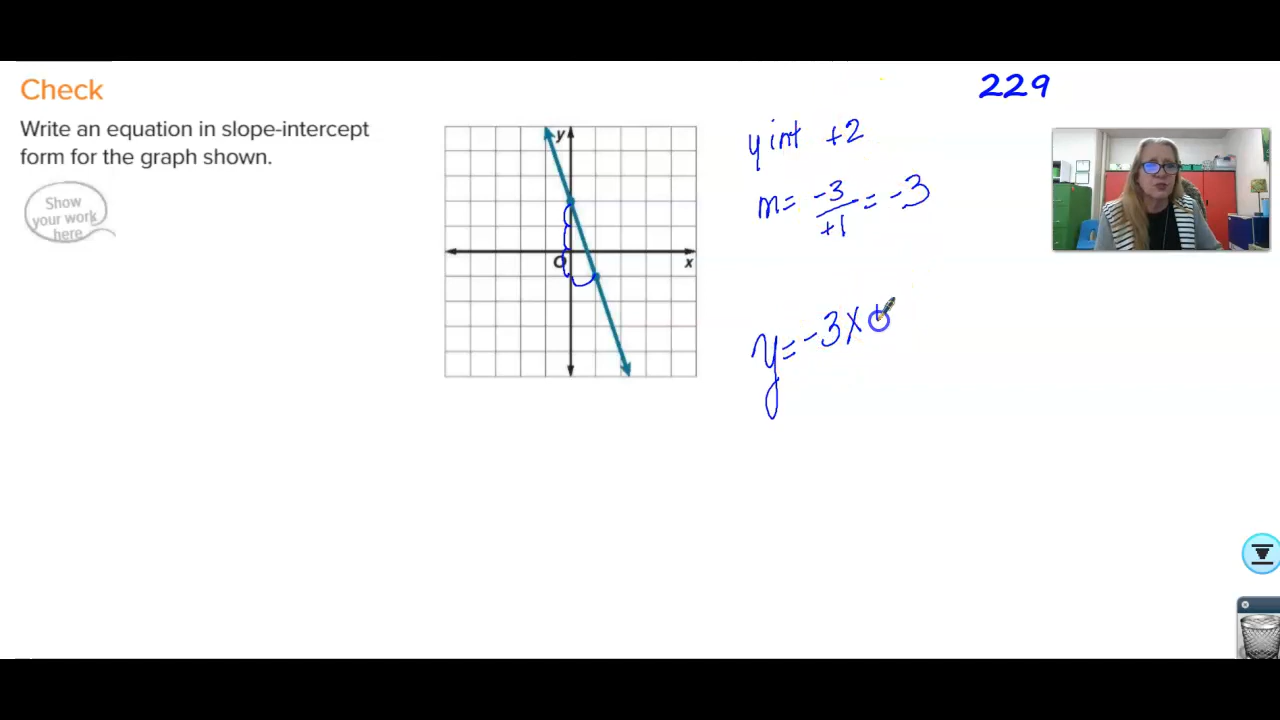 Check
229
Write an equation in slope-intercept
form for the graph shown.
Show
your work
here
y
O
x
y int +2
m= -3/+1 = -3
y=-3x